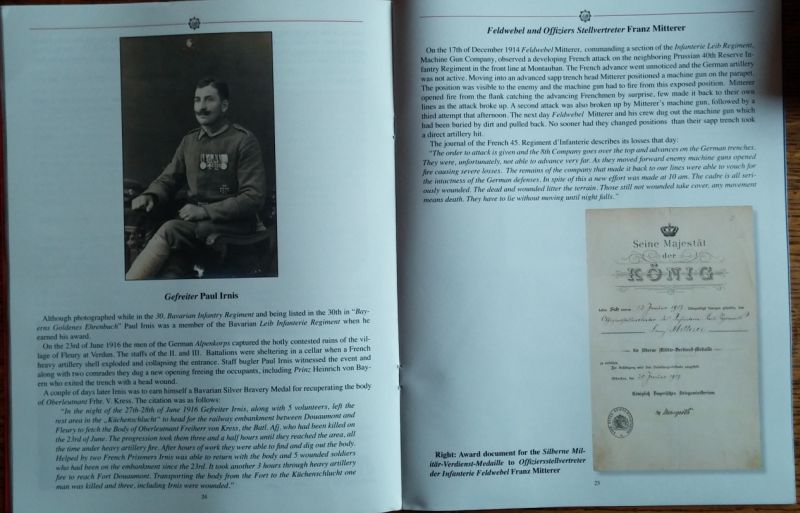 Gefreiter Paul Irnis
Although photographed while in the 30. Bavarian Infantry Regiment and being listed in the 30th in "Bay-
erns Goldenes Ehrenbuch" Paul Irnis was a member of the Bavarian Leib Infanterie Regiment when he
earned his award.
On the 23rd of June 1916 the men of the German Alpenkorps captured the hotly contested ruins of the vil-
lage of Fleury at Verdun. The staffs of the II. and III. Battalions were sheltering in a cellar when a French
heavy artillery shell exploded and collapsing the entrance. Staff bugler Paul Irnis witnessed the event and
along with two comrades they dug a new opening freeing the occupants, including Prinz Heinrich von Bay-
ern who exited the trench with a head wound.
A couple of days later Irnis was to earn himself a Bavarian Silver Bravery Medal for recuperating the body
of Oberleutnant Frhr. V. Kress. The citation was as follows:
"In the night of the 27th-28th of June 1916 Gefreiter Irnis, along with 5 volunteers, left the
rest area in the „Küchenschlucht" to head for the railway embankment between Douaumont and
Fleury to fetch the Body of Oberleutnant Freiherr von Kress, the Batl. Afj. who had been killed on
the 23rd of June. The progression took them three and a half hours until they reached the area, all
the time under heavy artillery fire. After hours of work they were able to find and dig out the body.
Helped by two French Prisoners Irnis was able to return with the body and 5 wounded soldiers
who had been on the embankment since the 23rd. It took another 3 hours through heavy artillery
fire to reach Fort Douaumont. Transporting the body from the Fort to the Küchenschlucht one
man was killed and three, including Irnis were wounded."
24
Feldwebel und Offiziers Stellvertreter Franz Mitterer
On the 17th of December 1914 Feldwebel Mitterer, commanding a section of the Infanterie Leib Regiment,
Machine Gun Company, observed a developing French attack on the neighboring Prussian 40th Reserve In-
fantry Regiment in the front line at Montauban. The French advance went unnoticed and the German artillery
was not active. Moving into an advanced sapp trench head Mitterer positioned a machine gun on the parapet.
The position was visible to the enemy and the machine gun had to fire from this exposed position. Mitterer
opened fire from the flank catching the advancing Frenchmen by surprise, few made it back to their own
lines as the attack broke up. A second attack was also broken up by Mitterer's machine gun, followed by a
third attempt that afternoon. The next day Feldwebel Mitterer and his crew dug out the machine gun which
had been buried by dirt and pulled back. No sooner had they changed positions than their sapp trench took
a direct artillery hit.
The journal of the French 45. Regiment d'Infanterie describes its losses that day:
"The order to attack is given and the 8th Company goes over the top and advances on the German trenches.
They were, unfortunately, not able to advance very far. As they moved forward enemy machine guns opened
fire causing severe losses. The remains of the company that made it back to our lines were able to vouch for
the intactness of the German defenses. In spite of this a new effort was made at 10 am. The cadre is all seri-
ously wounded. The dead and wounded litter the terrain. Those still not wounded take cover, any movement
means death. They have to lie without moving until night falls."
Seine Majestät
der
KÖNIG
Januar
Franz Mitterer
Januar
Königlich Bayerisches Kriegsministerium
Right: Award document for the Silberne Mil-
itär-Verdienst-Medaille to Offiziersstellvertreter
der Infanterie Feldwebel Franz Mitterer
25